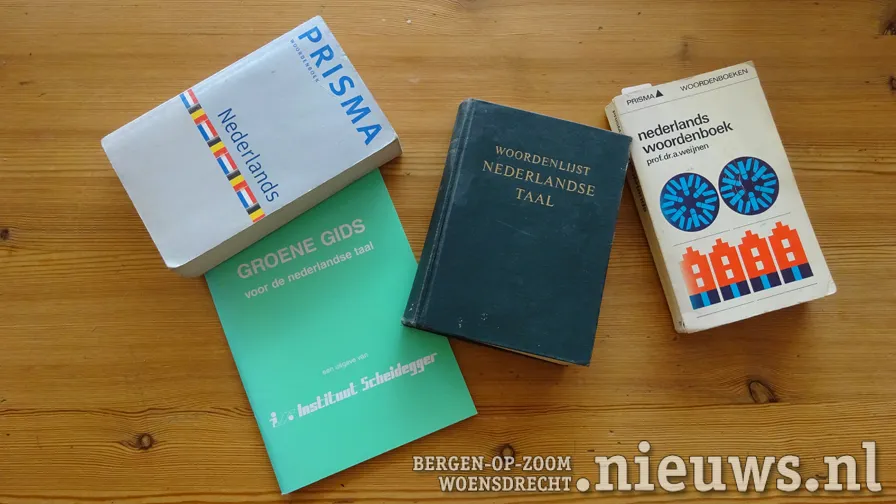 PRISMA
WOORDENBOEK
Nederlands
GROENE GIDS
voor de nederlandse taal
een uitgave van
Instituut Scheidegger
WOORDENLIJST
NEDERLANDSE
TAAL
PRISMA WOORDENBOEKEN
nederlands
woordenboek
prof.dr.a.weijnen
BERGEN-OP-ZOOM
WOENSDRECHT
.nieuws.nl